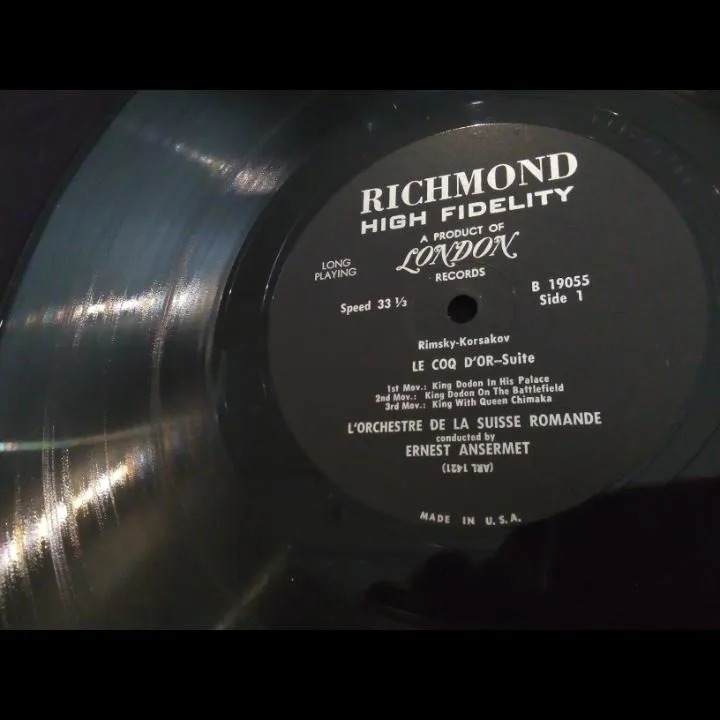 RICHMOND
HIGH FIDELITY
A PRODUCT OF
LONDON
RECORDS
LONG
PLAYING
Speed 33 ⅓
B 19055
Side 1
Rimsky-Korsakov
LE COQ D'OR—Suite
1st Mov.: King Dodon In His Palace
2nd Mov.: King Dodon On The Battlefield
3rd Mov.: King With Queen Chimaka
L'ORCHESTRE DE LA SUISSE ROMANDE
conducted by
ERNEST ANSERMET
(ARL 1421)
MADE IN U.S.A.